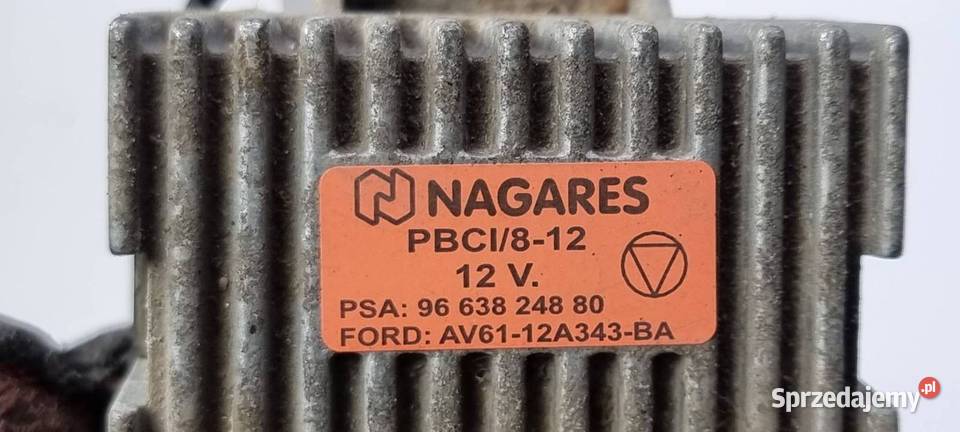 NAGARES
PBCI/8-12
12 V.
PSA: 96 638 248 80
FORD: AV61-12A343-BA
Sprzedajemy.pl